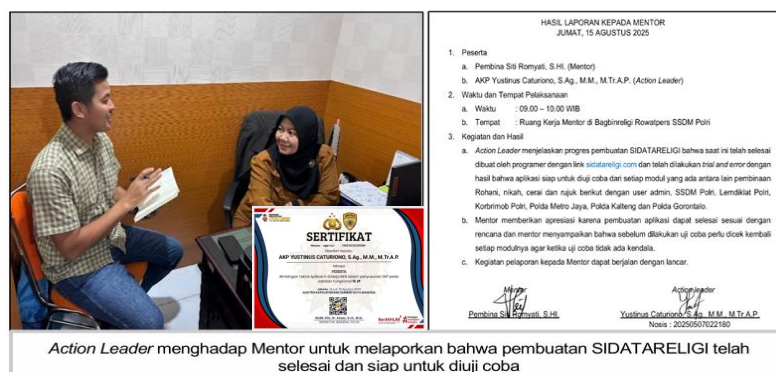 SERTIFIKAT
AKP YUSTINUS CATURIONO, S.Ag., M.M., M.Tr.A.P.
HASIL LAPORAN KEPADA MENTOR
JUMAT, 15 AGUSTUS 2025
1. Peserta
a. Pembina Siti Romyati, S.HI. (Mentor)
b. AKP Yustinus Caturiono, S.Ag., M.M., M.Tr.A.P. (Action Leader)
2. Waktu dan Tempat Pelaksanaan
a. Waktu : 09.00 – 10.00 WIB
b. Tempat : Ruang Kerja Mentor di Bagbinreligi Rowatpers SSDM Polri
3. Kegiatan dan Hasil
a. Action Leader menjelaskan progres pembuatan SIDATARELIGI bahwa saat ini telah selesai
dibuat oleh programer dengan link sidatareligi.com dan telah dilakukan trial and error dengan
hasil bahwa aplikasi siap untuk diuji coba dari setiap modul yang ada antara lain pembinaan
Rohani, nikah, cerai dan rujuk berikut dengan user admin, SSDM Polri, Lemdiklat Polri,
Korbrimob Polri, Polda Metro Jaya, Polda Kalteng dan Polda Gorontalo.
b. Mentor memberikan apresiasi karena pembuatan aplikasi dapat selesai sesuai dengan
rencana dan mentor menyampaikan bahwa sebelum dilakukan uji coba perlu dicek kembali
setiap modulnya agar ketika uji coba tidak ada kendala.
c. Kegiatan pelaporan kepada Mentor dapat berjalan dengan lancar.
Mentor Action leader
Pembina Siti Romyati, S.HI. Yustinus Caturiono, S.Ag., M.M., M.Tr.A.P.
Nosis : 20250507022180
Action Leader menghadap Mentor untuk melaporkan bahwa pembuatan SIDATARELIGI telah
selesai dan siap untuk diuji coba